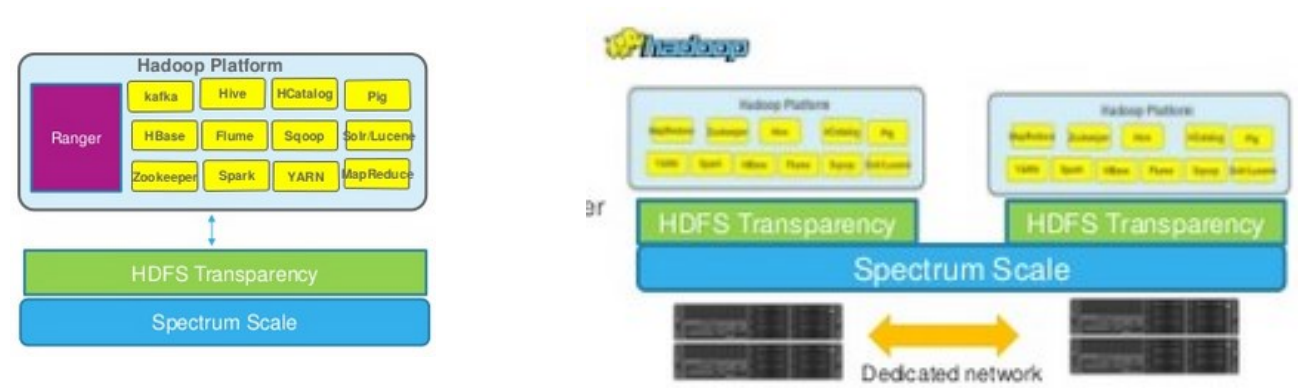 Hadoop Platform
Ranger
kafka
Hive
HCatalog
Pig
HBase
Flume
Sqoop
Solr/Lucene
Zookeeper
Spark
YARN
MapReduce
HDFS Transparency
Spectrum Scale
hadoop
Hadoop Platform
MapReduce
Zookeeper
Hive
HCatalog
Pig
YARN
Spark
HBase
Flume
Sqoop
Solr/Lucene
Hadoop Platform
MapReduce
Zookeeper
Hive
HCatalog
Pig
YARN
Spark
HBase
Flume
Sqoop
Solr/Lucene
er
HDFS Transparency
HDFS Transparency
Spectrum Scale
Dedicated network